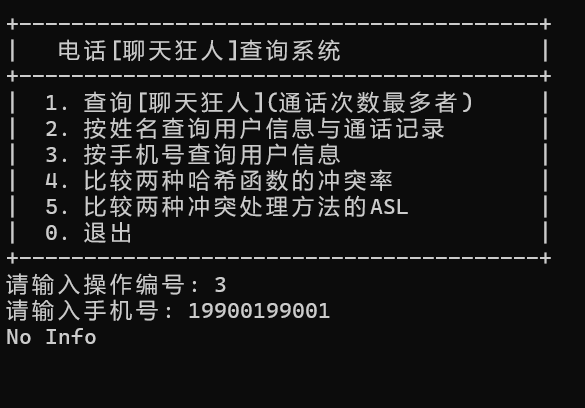 +----------------------------------------+
|   电话[聊天狂人]查询系统               |
+----------------------------------------+
|  1. 查询[聊天狂人](通话次数最多者)     |
|  2. 按姓名查询用户信息与通话记录       |
|  3. 按手机号查询用户信息               |
|  4. 比较两种哈希函数的冲突率           |
|  5. 比较两种冲突处理方法的ASL          |
|  0. 退出                               |
+----------------------------------------+
请输入操作编号: 3
请输入手机号: 19900199001
No Info